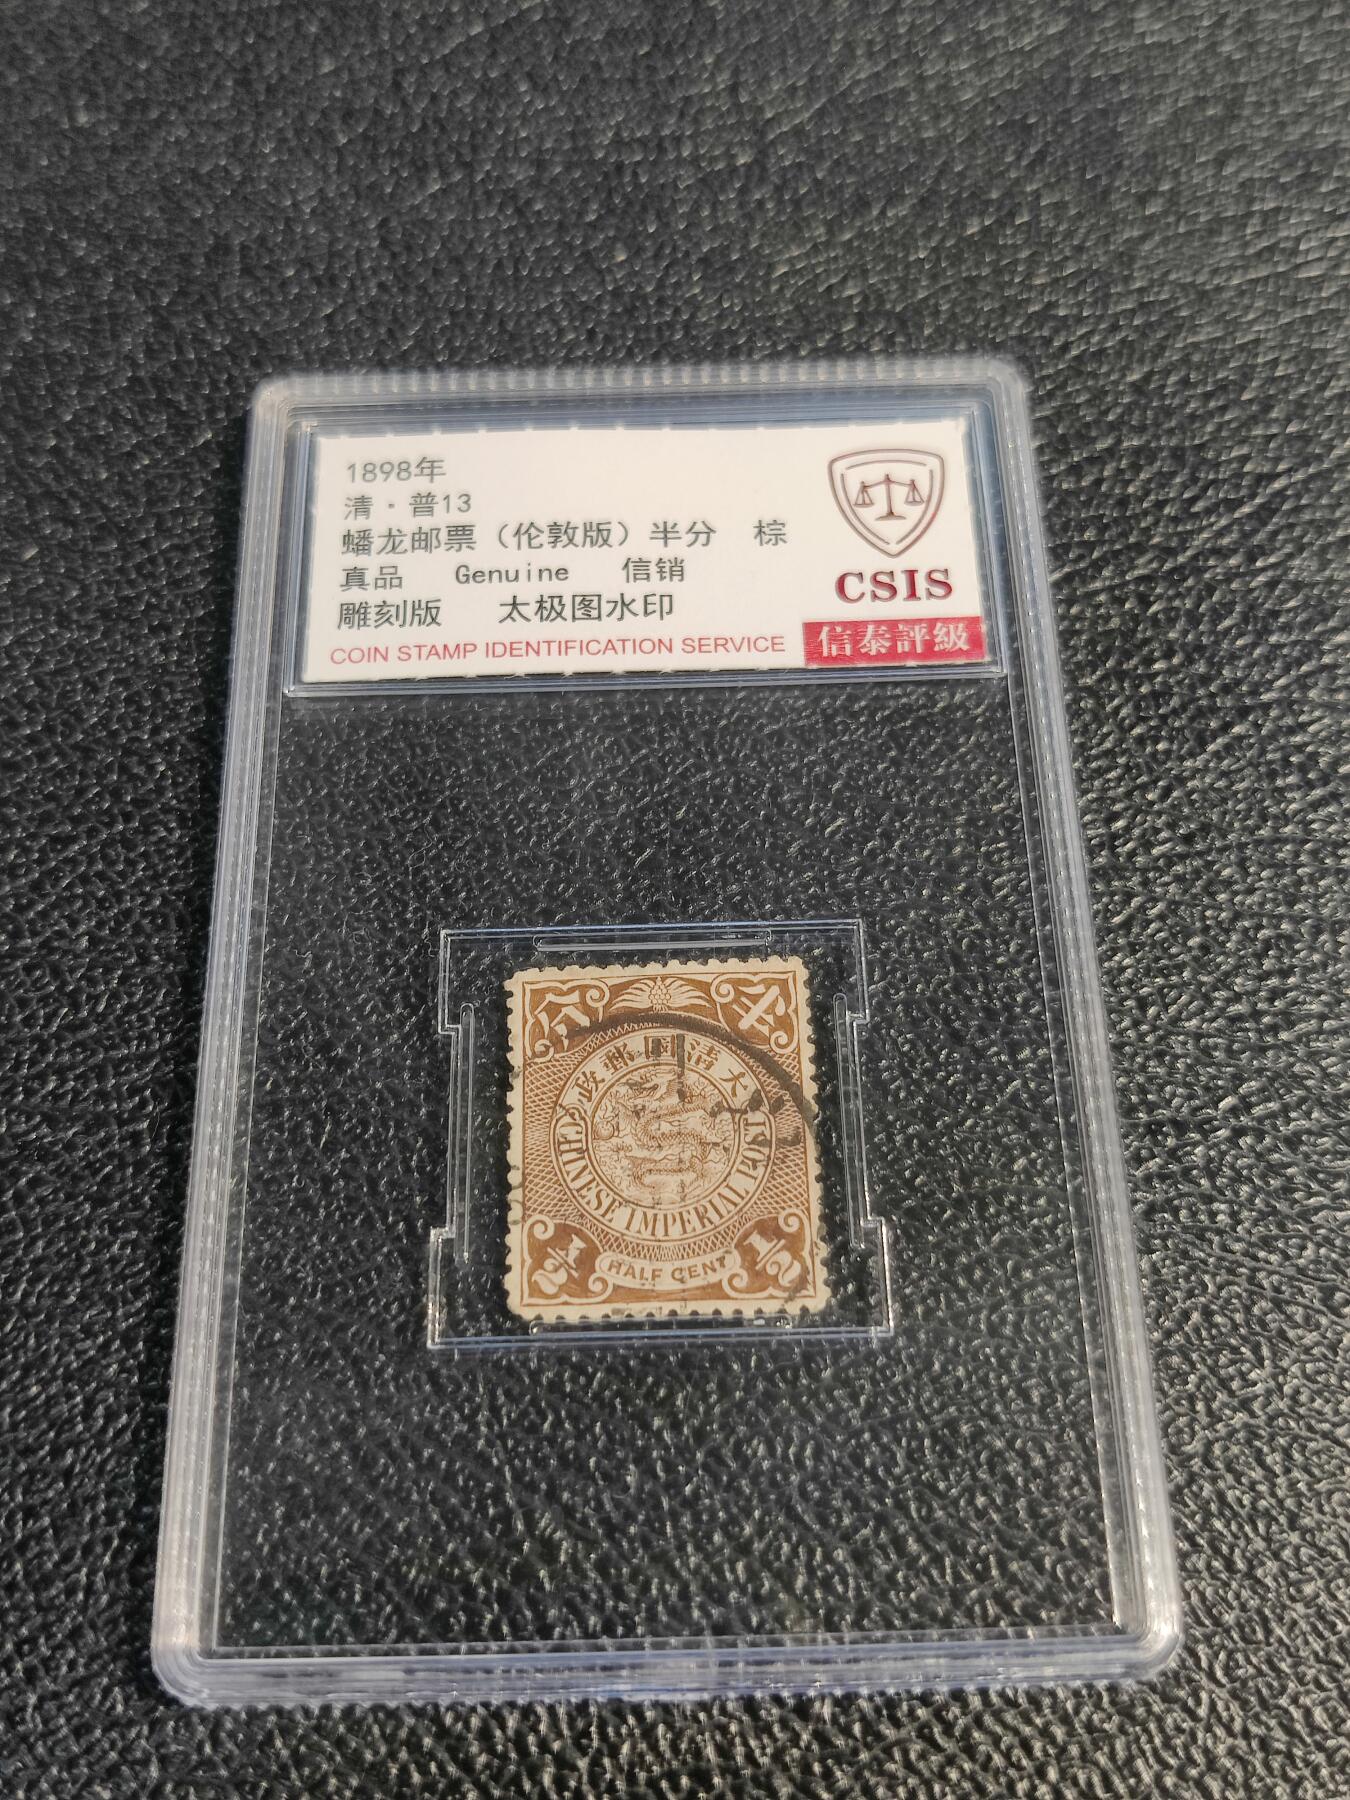 1898年
清·普13
蟠龙邮票（伦敦版）半分 棕
真品 Genuine 信销
雕刻版 太极图水印
COIN STAMP IDENTIFICATION SERVICE
CSIS
信泰評級
分 半
政郵國清大
CHINESE IMPERIAL POST
1/2 HALF CENT 1/2